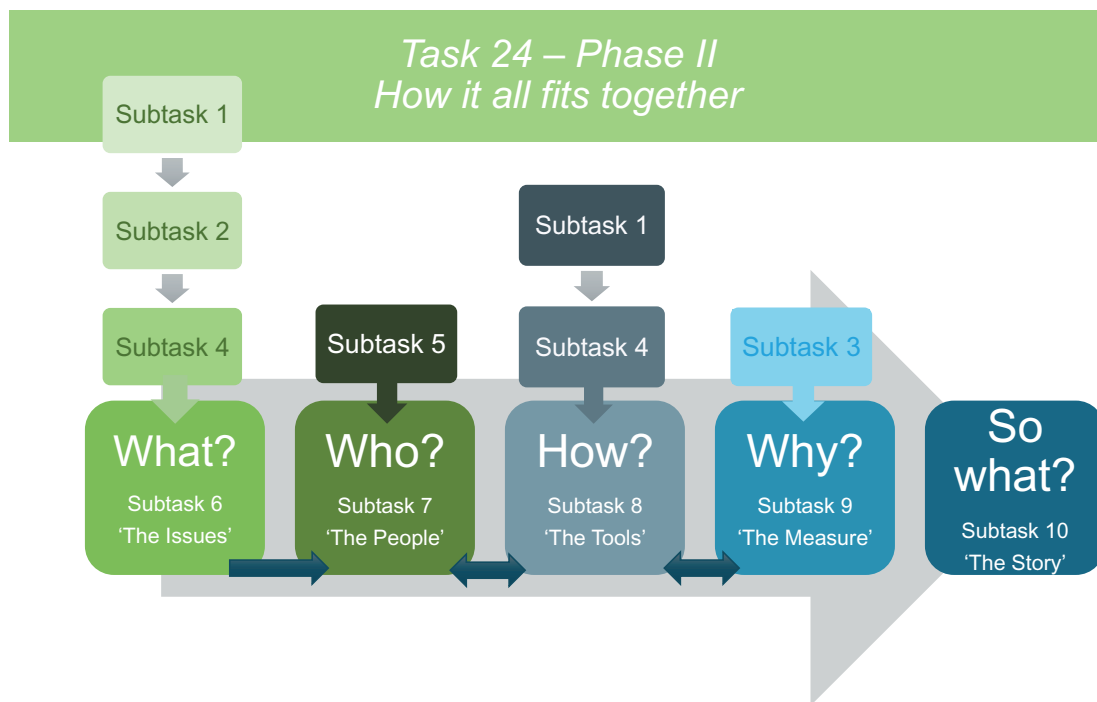 Task 24 – Phase II
How it all fits together
Subtask 1
Subtask 2
Subtask 4
Subtask 1
Subtask 5
Subtask 4
Subtask 3
What?
Subtask 6
‘The Issues’
Who?
Subtask 7
‘The People’
How?
Subtask 8
‘The Tools’
Why?
Subtask 9
‘The Measure’
So
what?
Subtask 10
‘The Story’